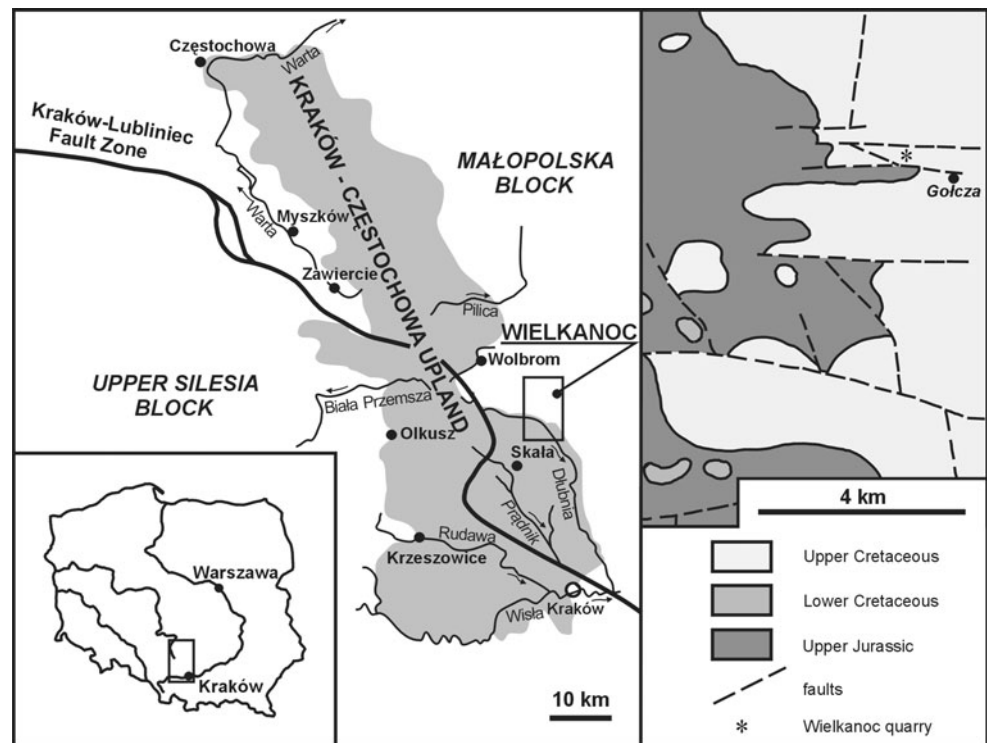 Częstochowa
Warta
Kraków-Lubliniec
Fault Zone
KRAKÓW - CZĘSTOCHOWA UPLAND
MAŁOPOLSKA
BLOCK
Warta
Myszków
Zawiercie
Pilica
WIELKANOC
Wolbrom
UPPER SILESIA
BLOCK
Biała Przemsza
Olkusz
Skała
Dłubnia
Prądnik
Rudawa
Krzeszowice
Kraków
Wisła
10 km
Warszawa
Kraków
*
Gołcza
4 km
Upper Cretaceous
Lower Cretaceous
Upper Jurassic
faults
* Wielkanoc quarry